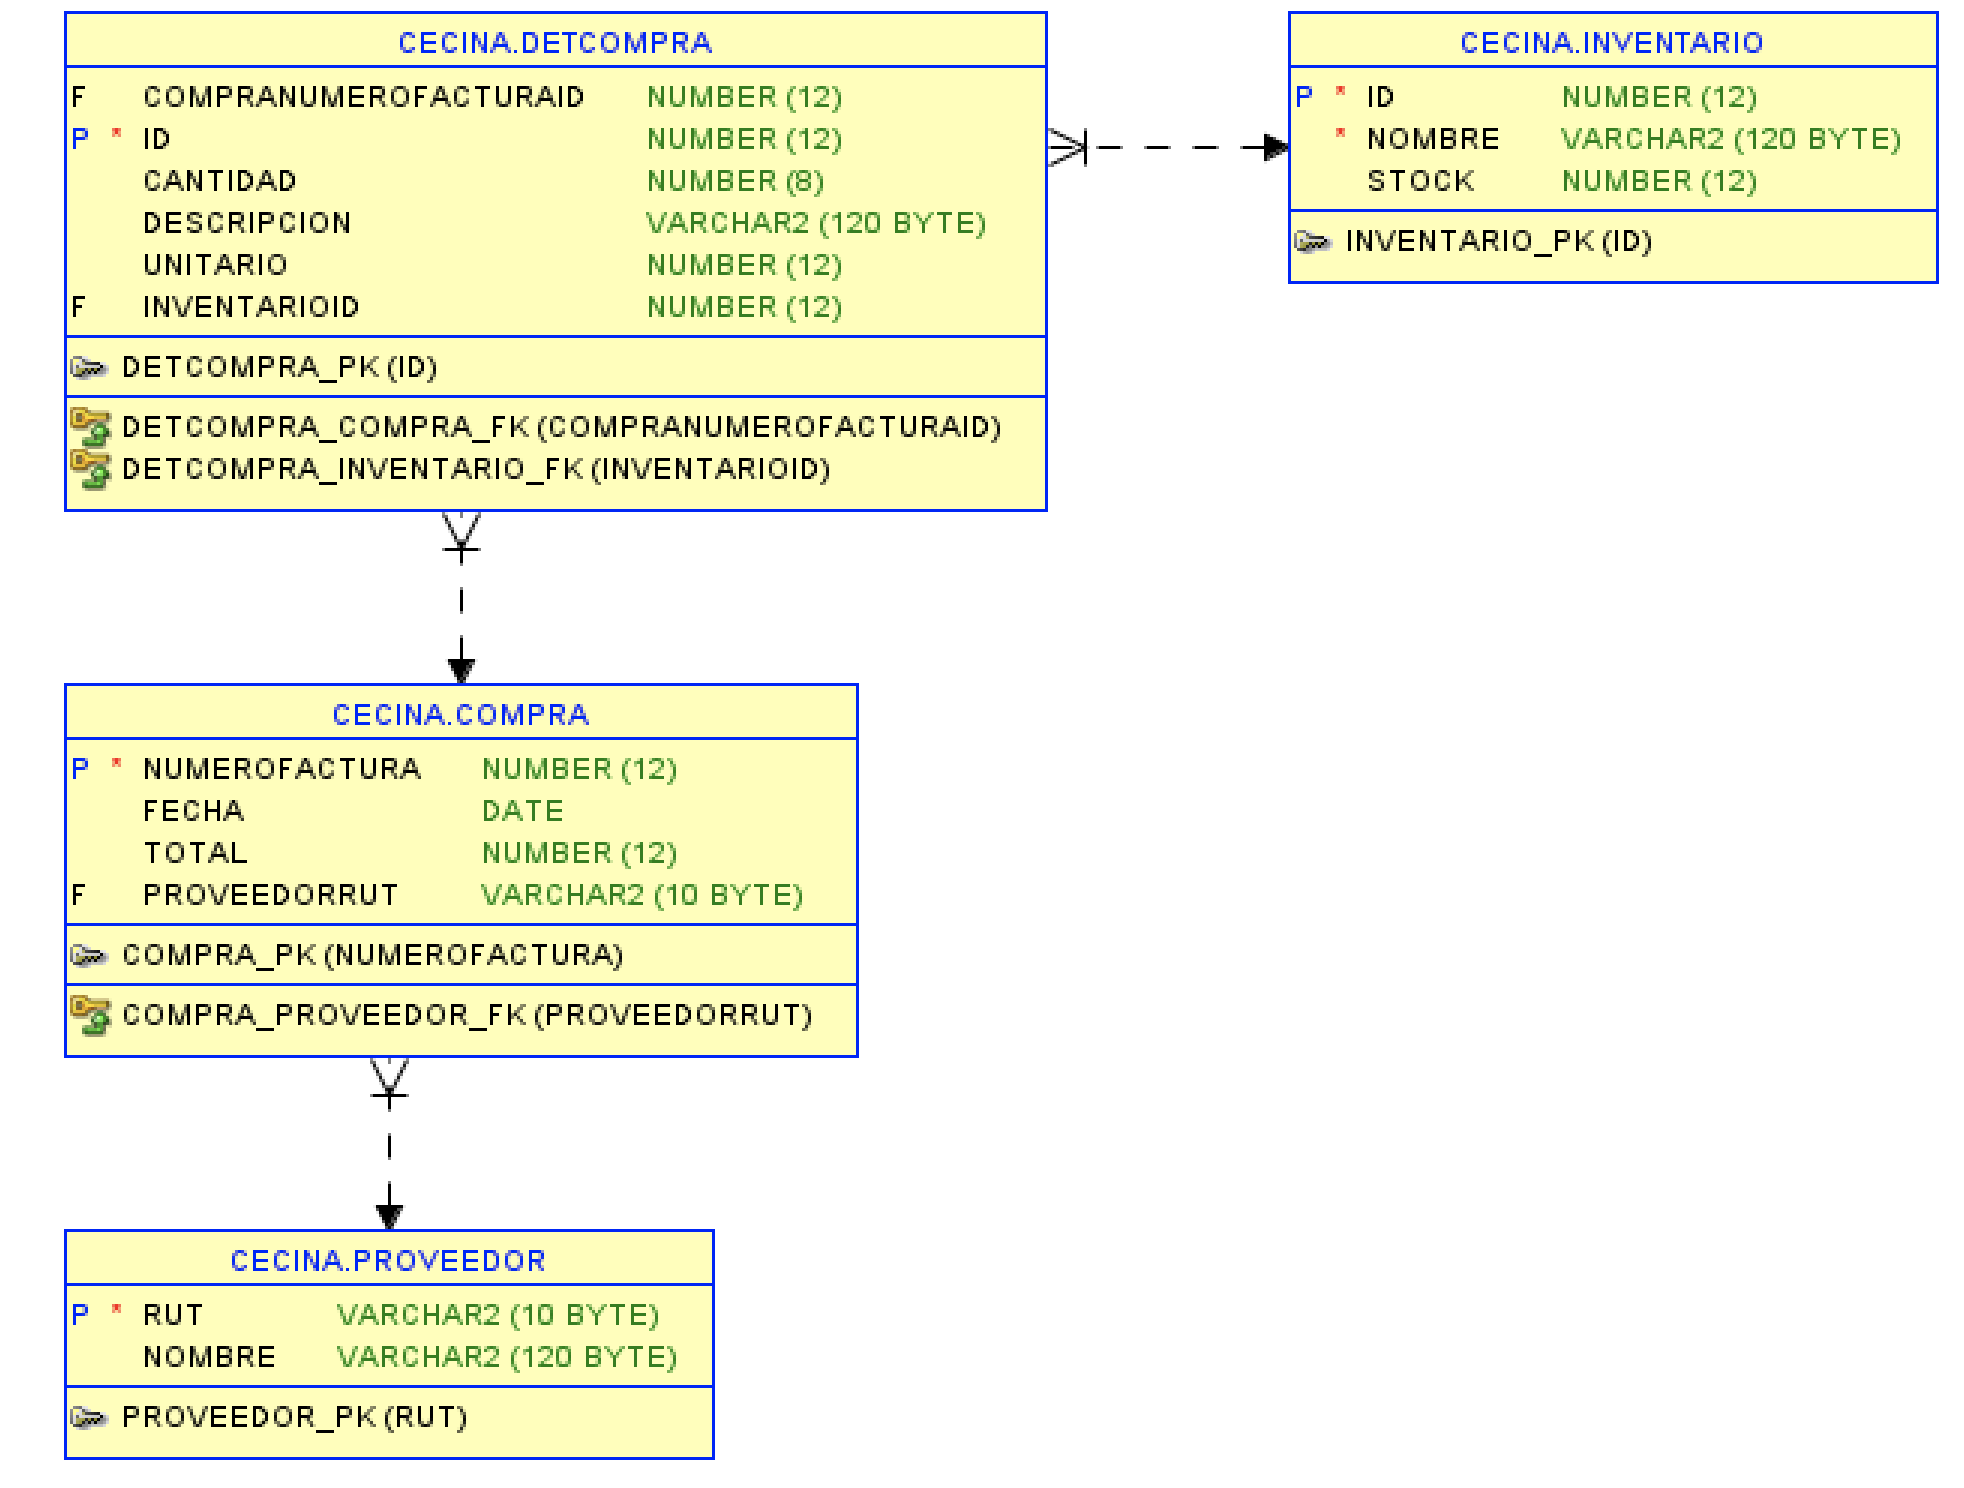 CECINA.DETCOMPRA
F COMPRANUMEROFACTURAID NUMBER (12)
P * ID NUMBER (12)
CANTIDAD NUMBER (8)
DESCRIPCION VARCHAR2 (120 BYTE)
UNITARIO NUMBER (12)
F INVENTARIOID NUMBER (12)
DETCOMPRA_PK (ID)
DETCOMPRA_COMPRA_FK (COMPRANUMEROFACTURAID)
DETCOMPRA_INVENTARIO_FK (INVENTARIOID)
CECINA.INVENTARIO
P * ID NUMBER (12)
* NOMBRE VARCHAR2 (120 BYTE)
STOCK NUMBER (12)
INVENTARIO_PK (ID)
CECINA.COMPRA
P * NUMEROFACTURA NUMBER (12)
FECHA DATE
TOTAL NUMBER (12)
F PROVEEDORRUT VARCHAR2 (10 BYTE)
COMPRA_PK (NUMEROFACTURA)
COMPRA_PROVEEDOR_FK (PROVEEDORRUT)
CECINA.PROVEEDOR
P * RUT VARCHAR2 (10 BYTE)
NOMBRE VARCHAR2 (120 BYTE)
PROVEEDOR_PK (RUT)